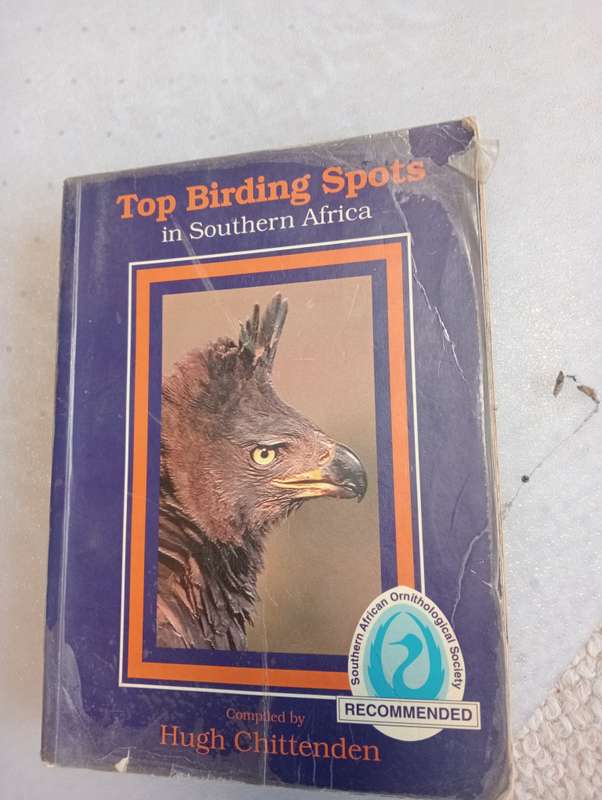 Top Birding Spots
in Southern Africa
Southern African Ornithological Society
RECOMMENDED
Compiled by
Hugh Chittenden